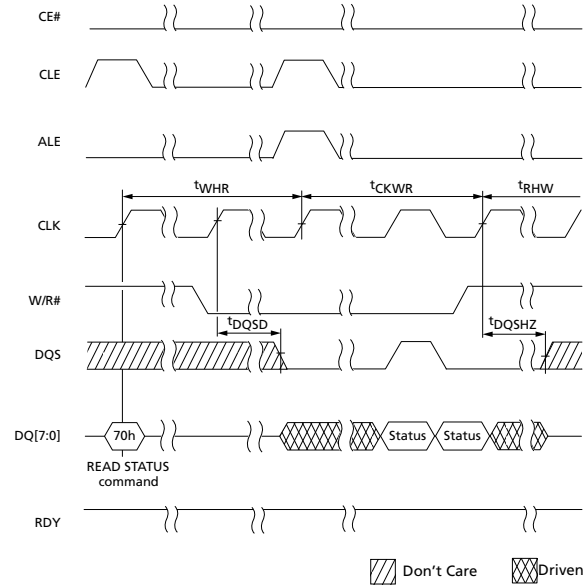 CE#
CLE
ALE
tWHR tCKWR tRHW
CLK
W/R#
tDQSD tDQSHZ
DQS
DQ[7:0] 70h Status Status
READ STATUS
command
RDY
Don't Care Driven